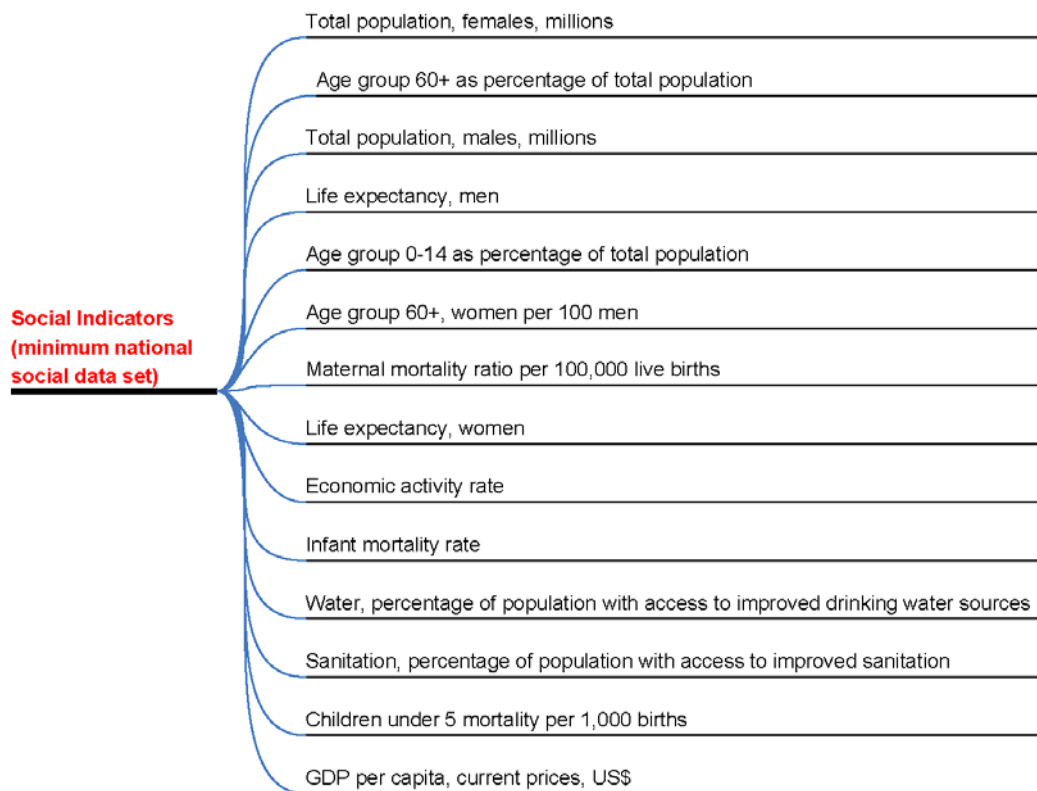 Total population, females, millions
Age group 60+ as percentage of total population
Total population, males, millions
Life expectancy, men
Age group 0-14 as percentage of total population
Social Indicators
(minimum national
social data set)
Age group 60+, women per 100 men
Maternal mortality ratio per 100,000 live births
Life expectancy, women
Economic activity rate
Infant mortality rate
Water, percentage of population with access to improved drinking water sources
Sanitation, percentage of population with access to improved sanitation
Children under 5 mortality per 1,000 births
GDP per capita, current prices, US$